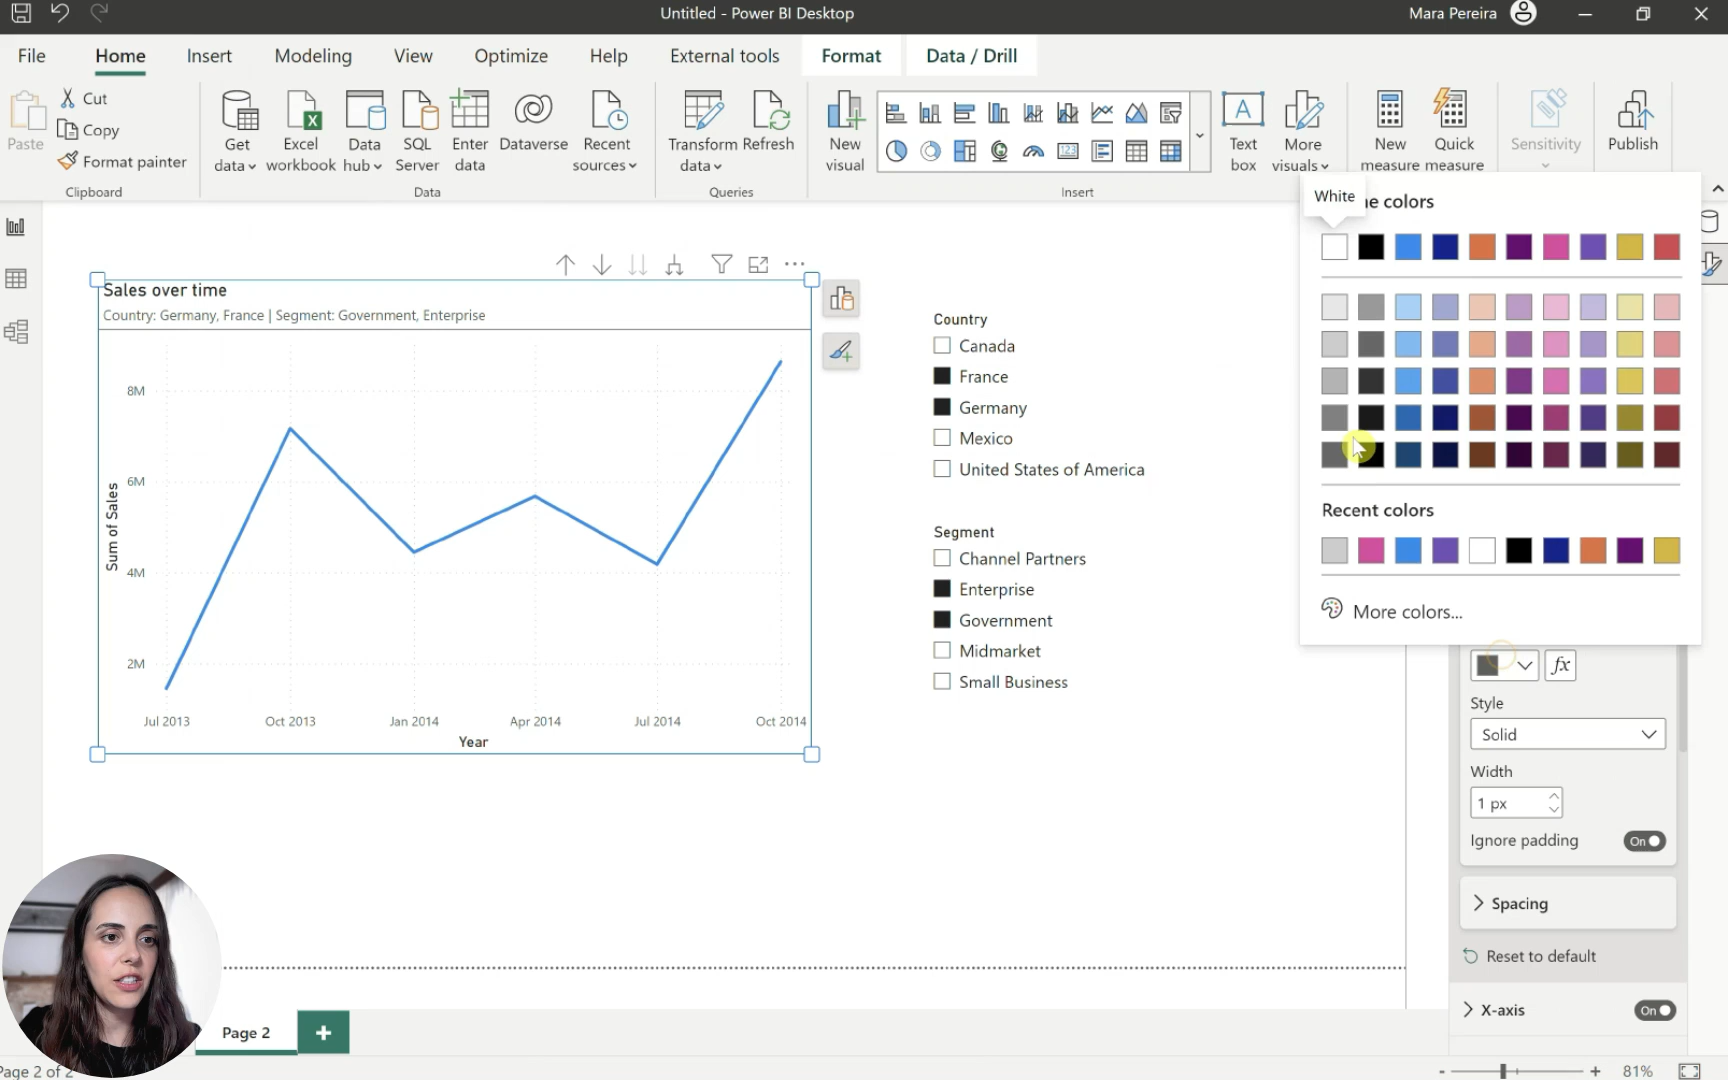 Untitled - Power BI Desktop
Mara Pereira
File
Home
Insert
Modeling
View
Optimize
Help
External tools
Format
Data / Drill
Paste
Cut
Copy
Format painter
Clipboard
Get data
Excel workbook
Data hub
SQL Server
Enter data
Dataverse
Recent sources
Data
Transform data
Refresh
Queries
New visual
Text box
More visuals
Insert
New measure
Quick measure
Sensitivity
Publish
White
e colors
Sales over time
Country: Germany, France | Segment: Government, Enterprise
8M
6M
4M
2M
Sum of Sales
Jul 2013
Oct 2013
Jan 2014
Apr 2014
Jul 2014
Oct 2014
Year
Country
Canada
France
Germany
Mexico
United States of America
Segment
Channel Partners
Enterprise
Government
Midmarket
Small Business
Recent colors
More colors...
fx
Style
Solid
Width
1 px
Ignore padding
On
Spacing
Reset to default
X-axis
On
Page 2
+
Page 2 of 2
-
+
81%